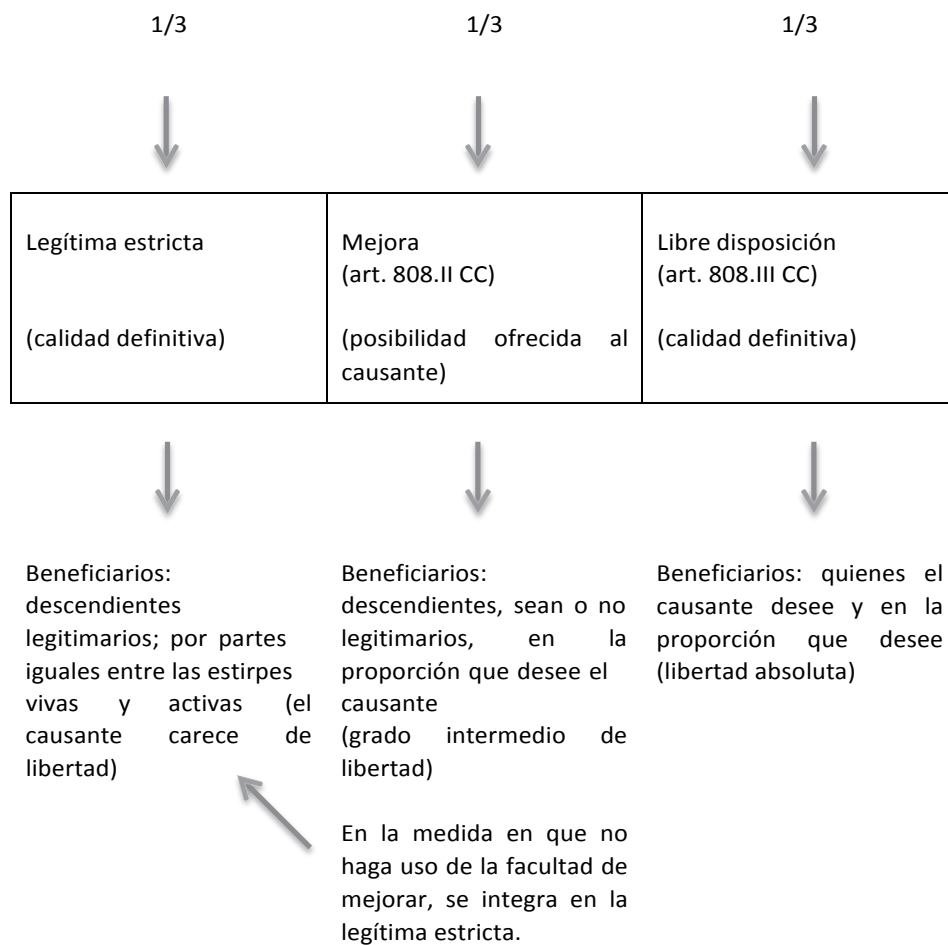 1/3
1/3
1/3
Legítima estricta
(calidad definitiva)
Mejora
(art. 808.II CC)
(posibilidad ofrecida al
causante)
Libre disposición
(art. 808.III CC)
(calidad definitiva)
Beneficiarios:
descendientes
legitimarios; por partes
iguales entre las estirpes
vivas y activas (el
causante carece de
libertad)
Beneficiarios:
descendientes, sean o no
legitimarios, en la
proporción que desee el
causante
(grado intermedio de
libertad)
En la medida en que no
haga uso de la facultad de
mejorar, se integra en la
legítima estricta.
Beneficiarios: quienes el
causante desee y en la
proporción que desee
(libertad absoluta)